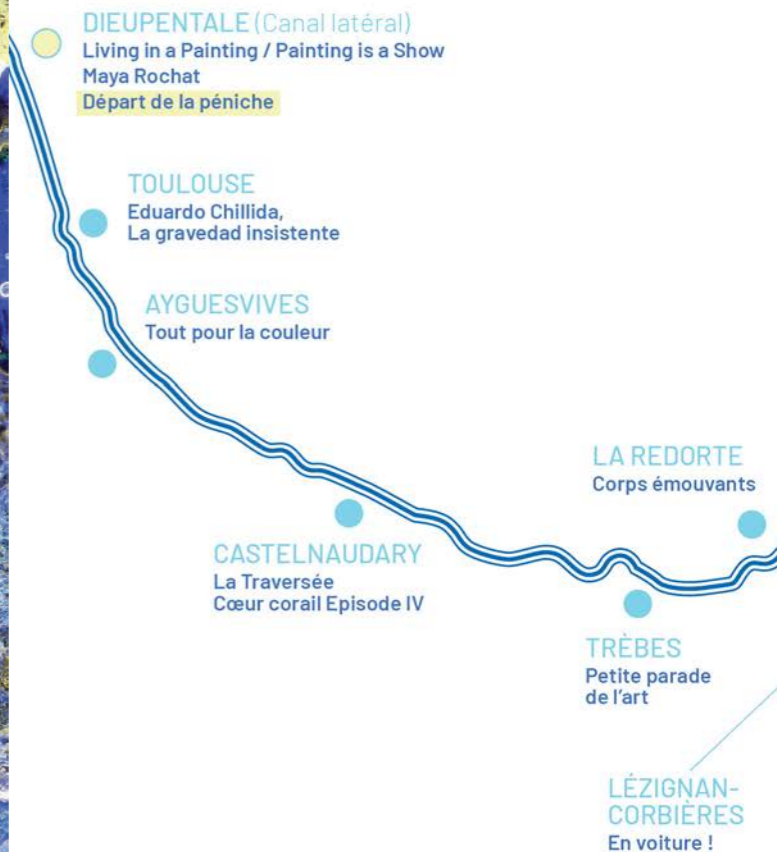 DIEUPENTALE (Canal latéral)
Living in a Painting / Painting is a Show
Maya Rochat
Départ de la péniche
TOULOUSE
Eduardo Chillida,
La gravedad insistente
AYGUESVIVES
Tout pour la couleur
LA REDORTE
Corps émouvants
CASTELNAUDARY
La Traversée
Cœur corail Episode IV
TRÈBES
Petite parade
de l'art
LÉZIGNAN-
CORBIÈRES
En voiture !